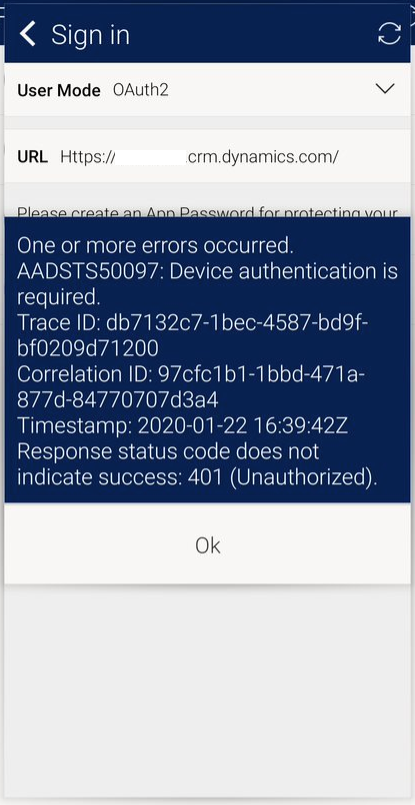 Sign in
User Mode OAuth2
URL Https:// .crm.dynamics.com/
Please create an App Password for protecting your
One or more errors occurred.
AADSTS50097: Device authentication is
required.
Trace ID: db7132c7-1bec-4587-bd9f-
bf0209d71200
Correlation ID: 97cfc1b1-1bbd-471a-
877d-84770707d3a4
Timestamp: 2020-01-22 16:39:42Z
Response status code does not
indicate success: 401 (Unauthorized).
Ok